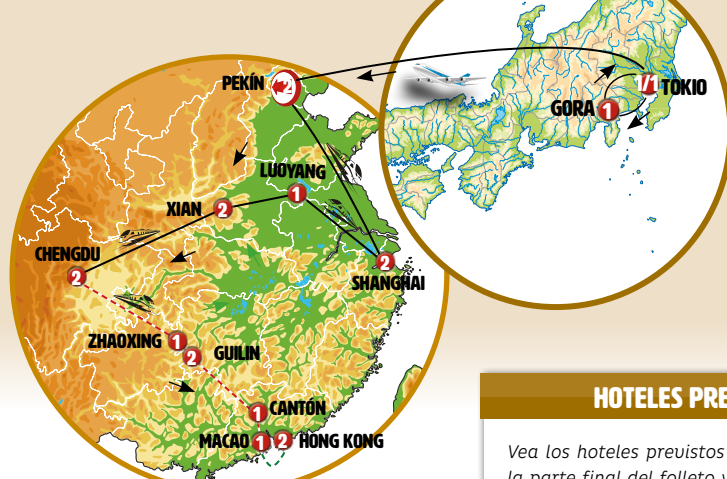 PEKÍN
2
1/1 TOKIO
GORA 1
LUOYANG
1
XIAN 2
CHENGDU
2
2
SHANGHAI
ZHAOXING 1
2 GUILIN
1 CANTÓN
MACAO 1 2 HONG KONG
HOTELES PRE
Vea los hoteles previstos
la parte final del folleto y